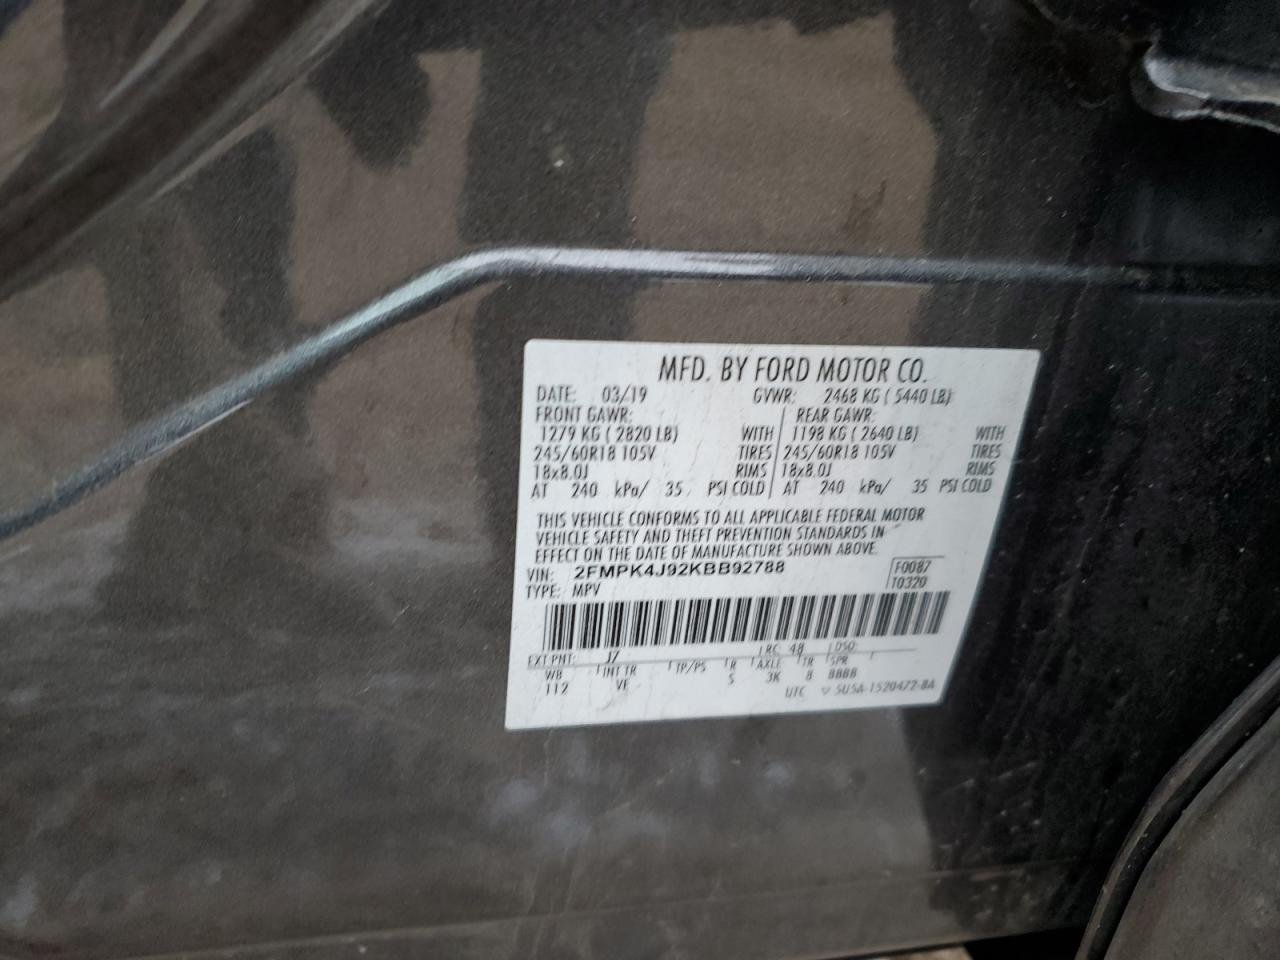 MFD. BY FORD MOTOR CO.
DATE: 03/19 GVWR: 2468 KG ( 5440 LB)
FRONT GAWR: REAR GAWR:
1279 KG ( 2820 LB) WITH 1198 KG ( 2640 LB) WITH
245/60R18 105V TIRES 245/60R18 105V TIRES
18x8.0J RIMS 18x8.0J RIMS
AT 240 kPa/ 35 PSI COLD AT 240 kPa/ 35 PSI COLD
THIS VEHICLE CONFORMS TO ALL APPLICABLE FEDERAL MOTOR
VEHICLE SAFETY AND THEFT PREVENTION STANDARDS IN
EFFECT ON THE DATE OF MANUFACTURE SHOWN ABOVE.
VIN: 2FMPK4J92KBB92788 F0087
TYPE: MPV T0320
EXT PNT: J7 RC: 48 DSO:
WB INT TR TP/PS R AXLE TR SPR
112 VE S 3K 8 BBBB
UTC ▽ 5U5A-1520472-BA